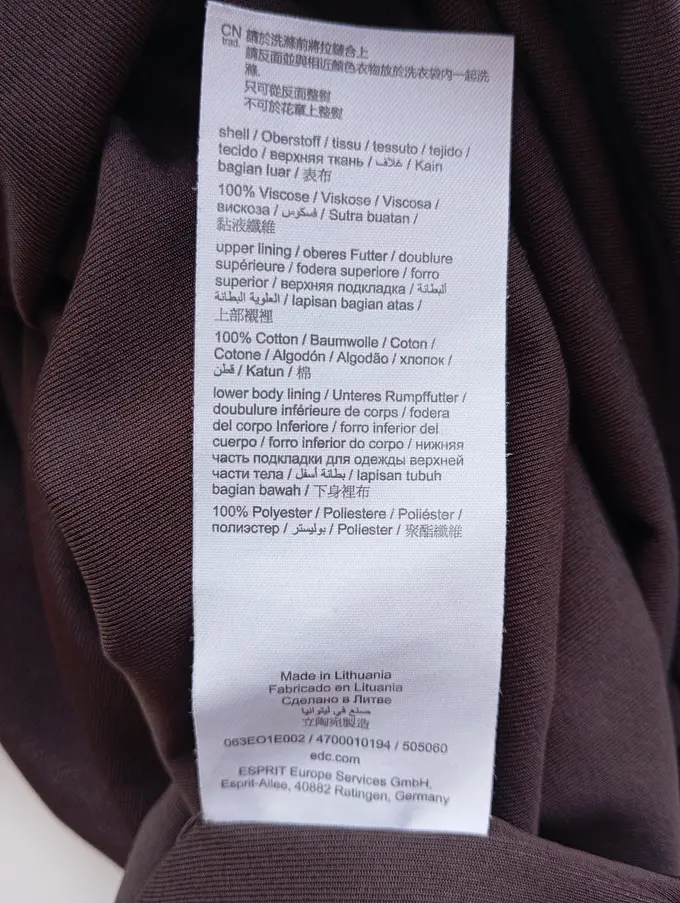 CN 請於洗滌前將拉鏈合上
trad. 請反面並與相近顏色衣物放於洗衣袋內一起洗
滌.
只可從反面整熨
不可於花章上整熨
shell / Oberstoff / tissu / tessuto / tejido /
tecido / верхняя ткань / غلاف / Kain
bagian luar / 表布
100% Viscose / Viskose / Viscosa /
вискоза / فسكوس / Sutra buatan /
黏液纖維
upper lining / oberes Futter / doublure
supérieure / fodera superiore / forro
superior / верхняя подкладка / البطانة
العلوية البطانة / lapisan bagian atas /
上部襯裡
100% Cotton / Baumwolle / Coton /
Cotone / Algodón / Algodão / хлопок /
قطن / Katun / 棉
lower body lining / Unteres Rumpffutter /
doubulure inférieure de corps / fodera
del corpo Inferiore / forro inferior del
cuerpo / forro inferior do corpo / нижняя
часть подкладки для одежды верхней
части тела / بطانة أسفل / lapisan tubuh
bagian bawah / 下身裡布
100% Polyester / Poliestere / Poliéster /
полиэстер / بوليستر / Poliester / 聚酯纖維
Made in Lithuania
Fabricado en Lituania
Сделано в Литве
صنع في ليتوانيا
立陶宛製造
063EO1E002 / 4700010194 / 505060
edc.com
ESPRIT Europe Services GmbH,
Esprit-Allee, 40882 Ratingen, Germany